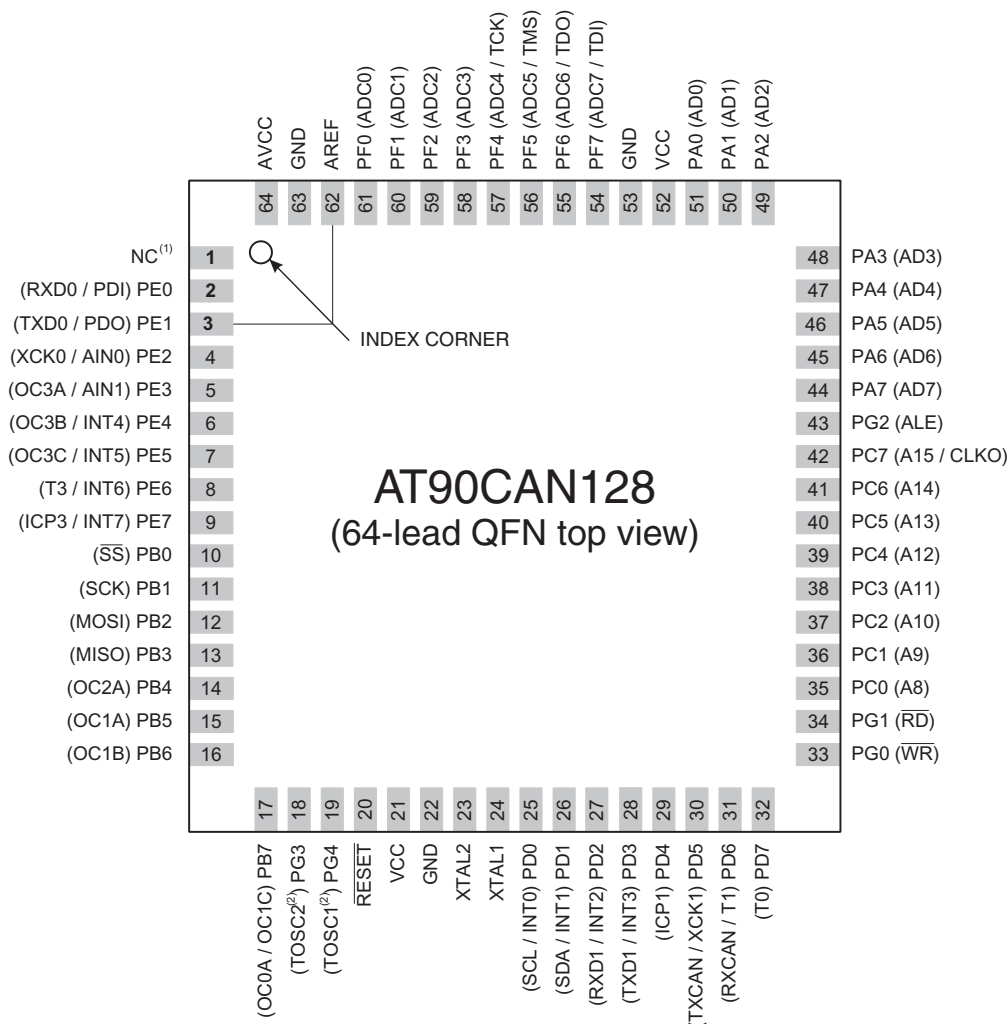 AVCC
GND
AREF
PF0 (ADC0)
PF1 (ADC1)
PF2 (ADC2)
PF3 (ADC3)
PF4 (ADC4 / TCK)
PF5 (ADC5 / TMS)
PF6 (ADC6 / TDO)
PF7 (ADC7 / TDI)
GND
VCC
PA0 (AD0)
PA1 (AD1)
PA2 (AD2)
64
63
62
61
60
59
58
57
56
55
54
53
52
51
50
49
NC(1) 1
(RXD0 / PDI) PE0 2
(TXD0 / PDO) PE1 3
(XCK0 / AIN0) PE2 4
(OC3A / AIN1) PE3 5
(OC3B / INT4) PE4 6
(OC3C / INT5) PE5 7
(T3 / INT6) PE6 8
(ICP3 / INT7) PE7 9
(SS) PB0 10
(SCK) PB1 11
(MOSI) PB2 12
(MISO) PB3 13
(OC2A) PB4 14
(OC1A) PB5 15
(OC1B) PB6 16
INDEX CORNER
AT90CAN128
(64-lead QFN top view)
48 PA3 (AD3)
47 PA4 (AD4)
46 PA5 (AD5)
45 PA6 (AD6)
44 PA7 (AD7)
43 PG2 (ALE)
42 PC7 (A15 / CLKO)
41 PC6 (A14)
40 PC5 (A13)
39 PC4 (A12)
38 PC3 (A11)
37 PC2 (A10)
36 PC1 (A9)
35 PC0 (A8)
34 PG1 (RD)
33 PG0 (WR)
17
18
19
20
21
22
23
24
25
26
27
28
29
30
31
32
(OC0A / OC1C) PB7
(TOSC2(2)) PG3
(TOSC1(2)) PG4
RESET
VCC
GND
XTAL2
XTAL1
(SCL / INT0) PD0
(SDA / INT1) PD1
(RXD1 / INT2) PD2
(TXD1 / INT3) PD3
(ICP1) PD4
(TXCAN / XCK1) PD5
(RXCAN / T1) PD6
(T0) PD7